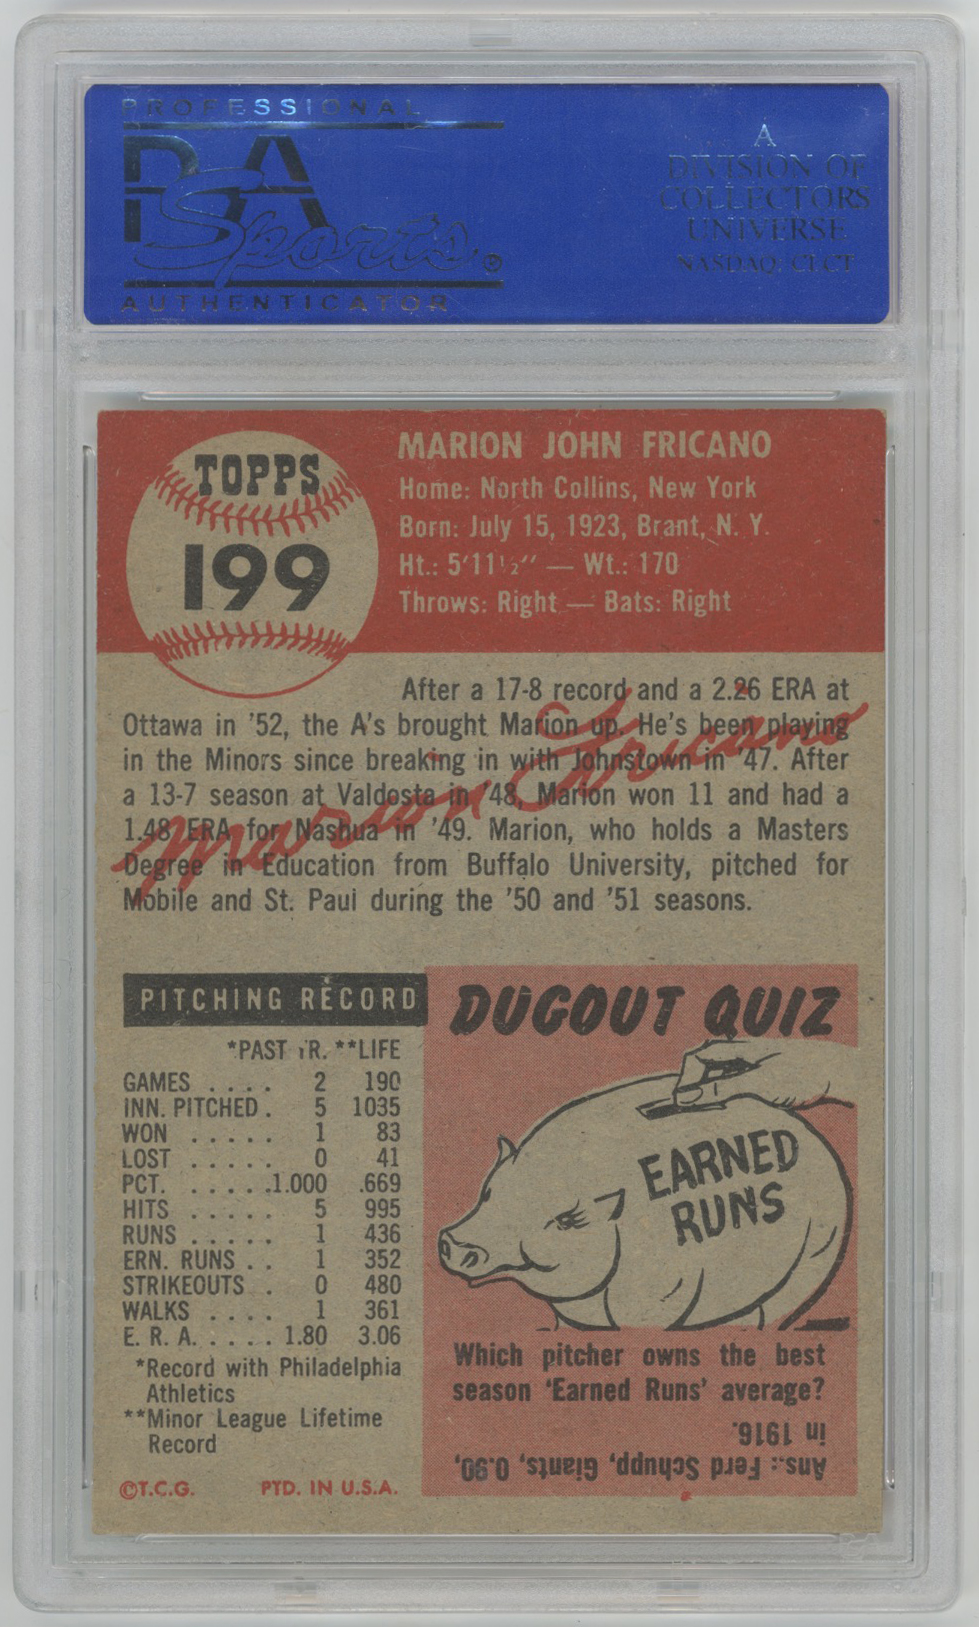 PROFESSIONAL
PSA
Sports®
AUTHENTICATOR
A
DIVISION OF
COLLECTORS
UNIVERSE
NASDAQ: CLCT
TOPPS
199
MARION JOHN FRICANO
Home: North Collins, New York
Born: July 15, 1923, Brant, N. Y.
Ht.: 5'11½" — Wt.: 170
Throws: Right — Bats: Right
After a 17-8 record and a 2.26 ERA at
Ottawa in '52, the A's brought Marion up. He's been playing
in the Minors since breaking in with Johnstown in '47. After
a 13-7 season at Valdosta in '48, Marion won 11 and had a
1.48 ERA for Nashua in '49. Marion, who holds a Masters
Degree in Education from Buffalo University, pitched for
Mobile and St. Paul during the '50 and '51 seasons.
Marion Fricano
PITCHING RECORD
*PAST YR. **LIFE
GAMES .... 2 190
INN. PITCHED . 5 1035
WON ..... 1 83
LOST ..... 0 41
PCT. .....1.000 .669
HITS ..... 5 995
RUNS ..... 1 436
ERN. RUNS .. 1 352
STRIKEOUTS . 0 480
WALKS .... 1 361
E. R. A. ..... 1.80 3.06
*Record with Philadelphia
Athletics
**Minor League Lifetime
Record
©T.C.G. PTD. IN U.S.A.
DUGOUT QUIZ
EARNED
RUNS
Which pitcher owns the best
season 'Earned Runs' average?
Ans.: Ferd Schupp, Giants, 0.90,
in 1916.